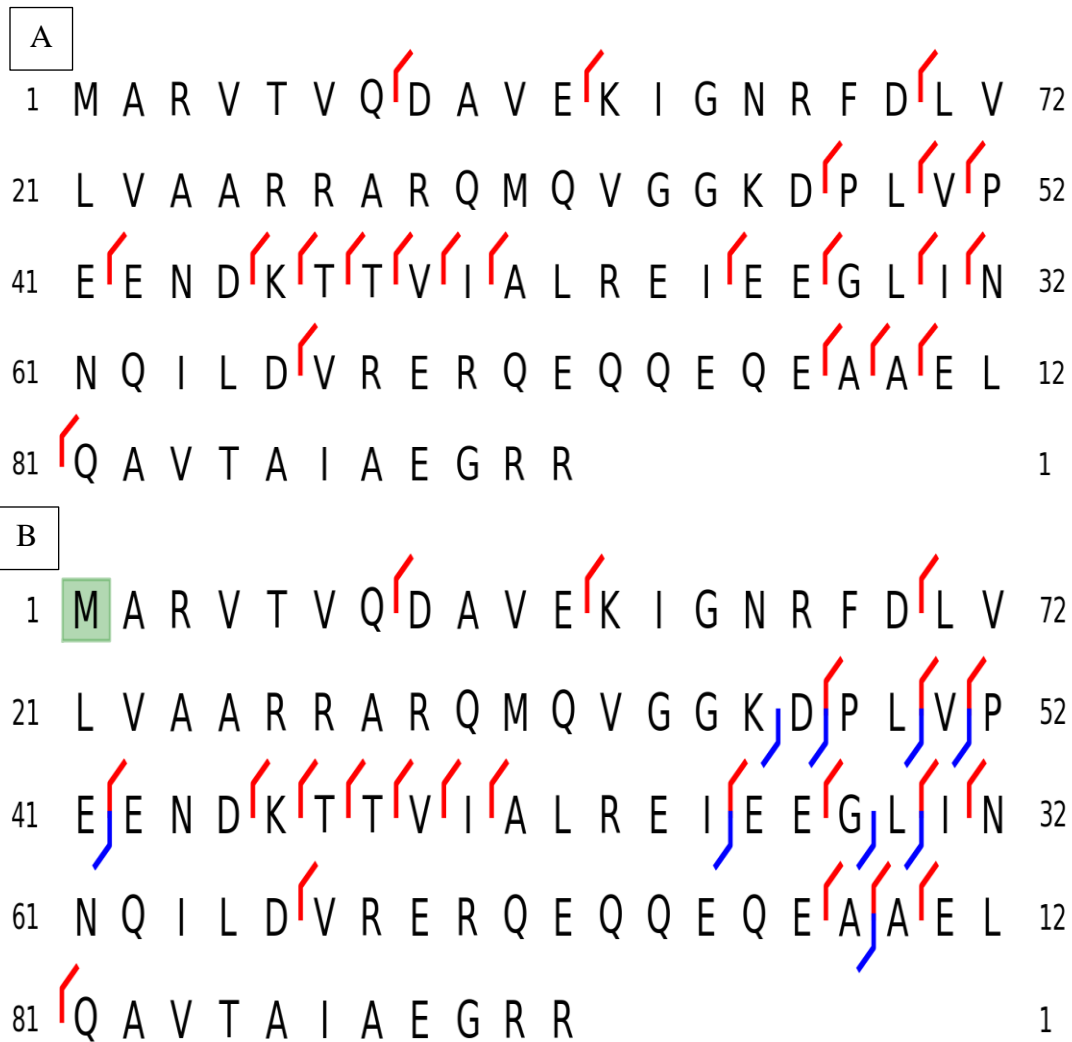 A
1 M A R V T V Q D A V E K I G N R F D L V 72
21 L V A A R R A R Q M Q V G G K D P L V P 52
41 E E N D K T T V I A L R E I E E G L I N 32
61 N Q I L D V R E R Q E Q Q E Q E A A E L 12
81 Q A V T A I A E G R R 1
B
1 M A R V T V Q D A V E K I G N R F D L V 72
21 L V A A R R A R Q M Q V G G K D P L V P 52
41 E E N D K T T V I A L R E I E E G L I N 32
61 N Q I L D V R E R Q E Q Q E Q E A A E L 12
81 Q A V T A I A E G R R 1